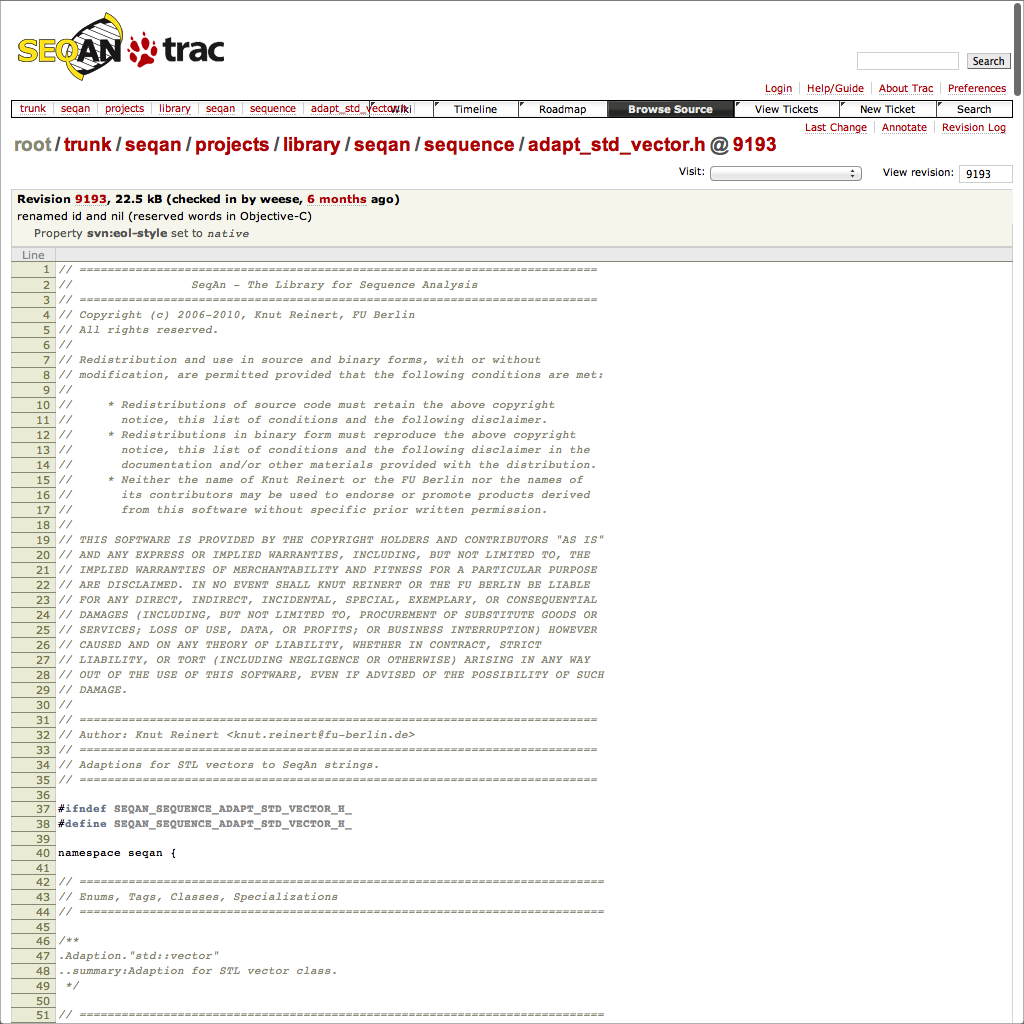 SEQAN trac
Search
Login Help/Guide About Trac Preferences
trunk seqan projects library seqan sequence adapt_std_vector.h Wiki Timeline Roadmap Browse Source View Tickets New Ticket Search
Last Change Annotate Revision Log
root / trunk / seqan / projects / library / seqan / sequence / adapt_std_vector.h @ 9193
Visit: View revision: 9193
Revision 9193, 22.5 kB (checked in by weese, 6 months ago)
renamed id and nil (reserved words in Objective-C)
Property svn:eol-style set to native
Line
1 // ==========================================================================
2 //                 SeqAn - The Library for Sequence Analysis
3 // ==========================================================================
4 // Copyright (c) 2006-2010, Knut Reinert, FU Berlin
5 // All rights reserved.
6 //
7 // Redistribution and use in source and binary forms, with or without
8 // modification, are permitted provided that the following conditions are met:
9 //
10 //     * Redistributions of source code must retain the above copyright
11 //       notice, this list of conditions and the following disclaimer.
12 //     * Redistributions in binary form must reproduce the above copyright
13 //       notice, this list of conditions and the following disclaimer in the
14 //       documentation and/or other materials provided with the distribution.
15 //     * Neither the name of Knut Reinert or the FU Berlin nor the names of
16 //       its contributors may be used to endorse or promote products derived
17 //       from this software without specific prior written permission.
18 //
19 // THIS SOFTWARE IS PROVIDED BY THE COPYRIGHT HOLDERS AND CONTRIBUTORS "AS IS"
20 // AND ANY EXPRESS OR IMPLIED WARRANTIES, INCLUDING, BUT NOT LIMITED TO, THE
21 // IMPLIED WARRANTIES OF MERCHANTABILITY AND FITNESS FOR A PARTICULAR PURPOSE
22 // ARE DISCLAIMED. IN NO EVENT SHALL KNUT REINERT OR THE FU BERLIN BE LIABLE
23 // FOR ANY DIRECT, INDIRECT, INCIDENTAL, SPECIAL, EXEMPLARY, OR CONSEQUENTIAL
24 // DAMAGES (INCLUDING, BUT NOT LIMITED TO, PROCUREMENT OF SUBSTITUTE GOODS OR
25 // SERVICES; LOSS OF USE, DATA, OR PROFITS; OR BUSINESS INTERRUPTION) HOWEVER
26 // CAUSED AND ON ANY THEORY OF LIABILITY, WHETHER IN CONTRACT, STRICT
27 // LIABILITY, OR TORT (INCLUDING NEGLIGENCE OR OTHERWISE) ARISING IN ANY WAY
28 // OUT OF THE USE OF THIS SOFTWARE, EVEN IF ADVISED OF THE POSSIBILITY OF SUCH
29 // DAMAGE.
30 //
31 // ==========================================================================
32 // Author: Knut Reinert <knut.reinert@fu-berlin.de>
33 // ==========================================================================
34 // Adaptions for STL vectors to SeqAn strings.
35 // ==========================================================================
36
37 #ifndef SEQAN_SEQUENCE_ADAPT_STD_VECTOR_H_
38 #define SEQAN_SEQUENCE_ADAPT_STD_VECTOR_H_
39
40 namespace seqan {
41
42 // ===========================================================================
43 // Enums, Tags, Classes, Specializations
44 // ===========================================================================
45
46 /**
47 .Adaption."std::vector"
48 ..summary:Adaption for STL vector class.
49  */
50
51 // ===========================================================================